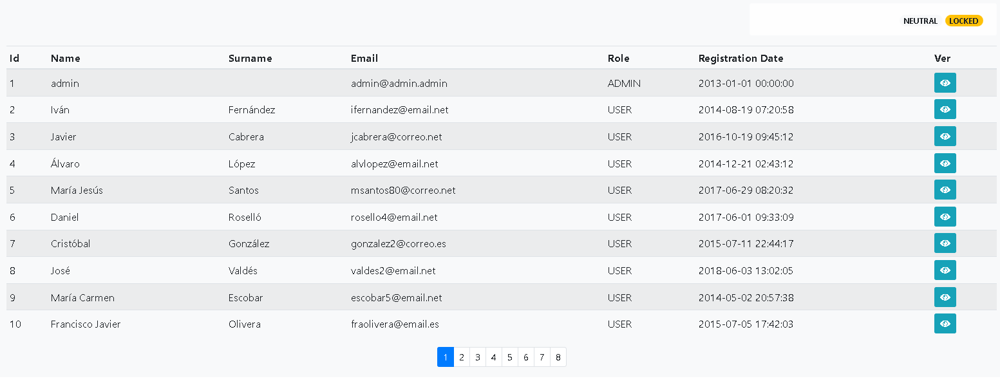 NEUTRAL LOCKED
Id Name Surname Email Role Registration Date Ver
1 admin admin@admin.admin ADMIN 2013-01-01 00:00:00
2 Iván Fernández ifernandez@email.net USER 2014-08-19 07:20:58
3 Javier Cabrera jcabrera@correo.net USER 2016-10-19 09:45:12
4 Álvaro López alvlopez@email.net USER 2014-12-21 02:43:12
5 María Jesús Santos msantos80@correo.net USER 2017-06-29 08:20:32
6 Daniel Roselló rosello4@email.net USER 2017-06-01 09:33:09
7 Cristóbal González gonzalez2@correo.es USER 2015-07-11 22:44:17
8 José Valdés valdes2@email.net USER 2018-06-03 13:02:05
9 María Carmen Escobar escobar5@email.net USER 2014-05-02 20:57:38
10 Francisco Javier Olivera fraolivera@email.es USER 2015-07-05 17:42:03
1 2 3 4 5 6 7 8